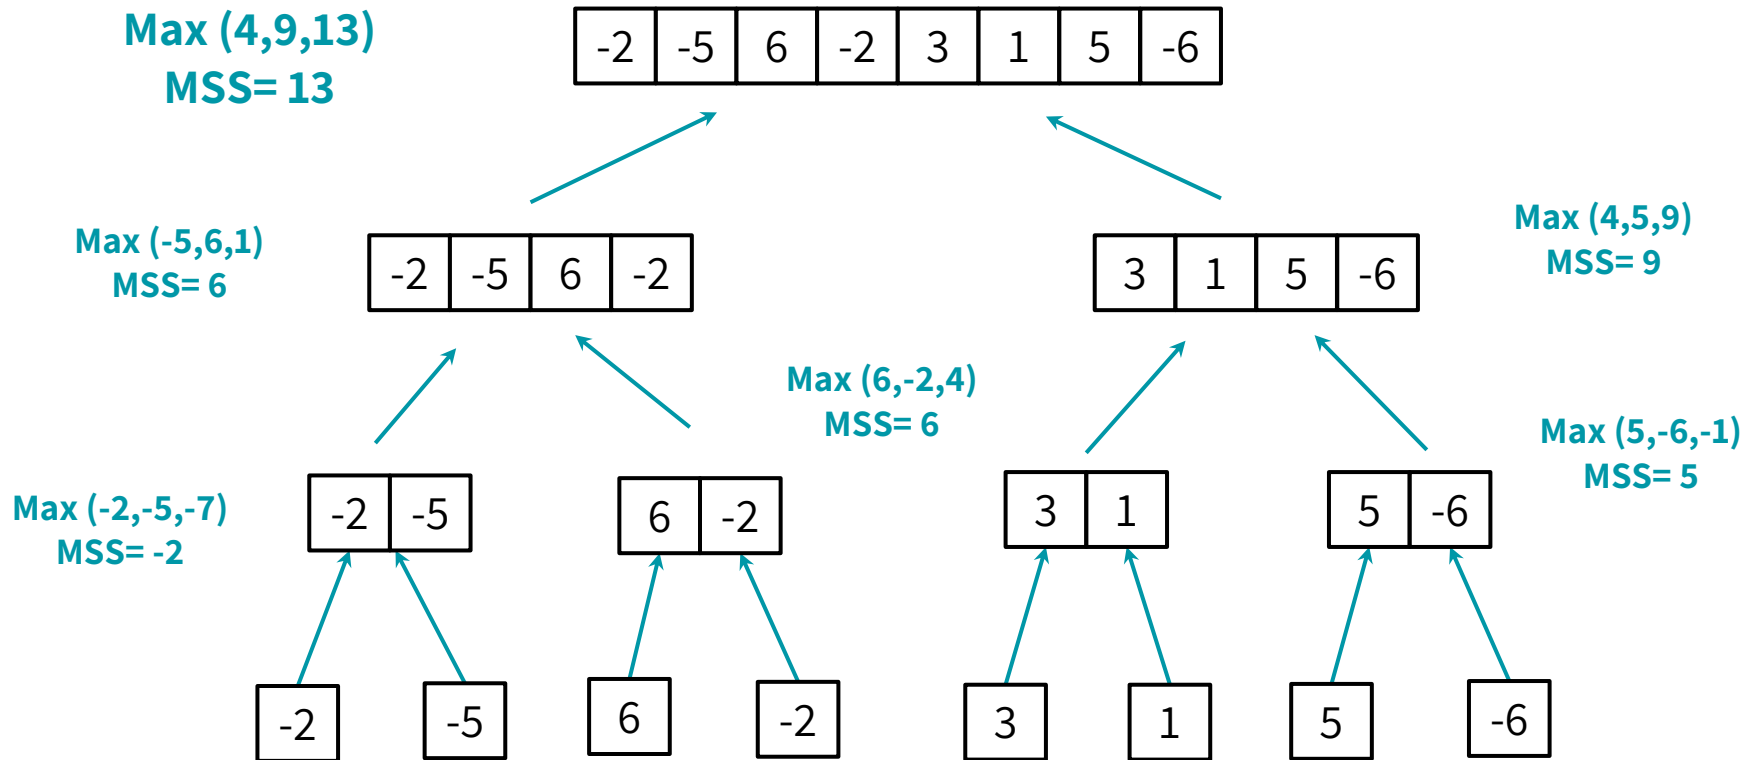 Max (4,9,13)
MSS= 13
-2 -5 6 -2 3 1 5 -6
Max (-5,6,1)
MSS= 6
-2 -5 6 -2
3 1 5 -6
Max (4,5,9)
MSS= 9
Max (6,-2,4)
MSS= 6
Max (5,-6,-1)
MSS= 5
Max (-2,-5,-7)
MSS= -2
-2 -5
6 -2
3 1
5 -6
-2
-5
6
-2
3
1
5
-6